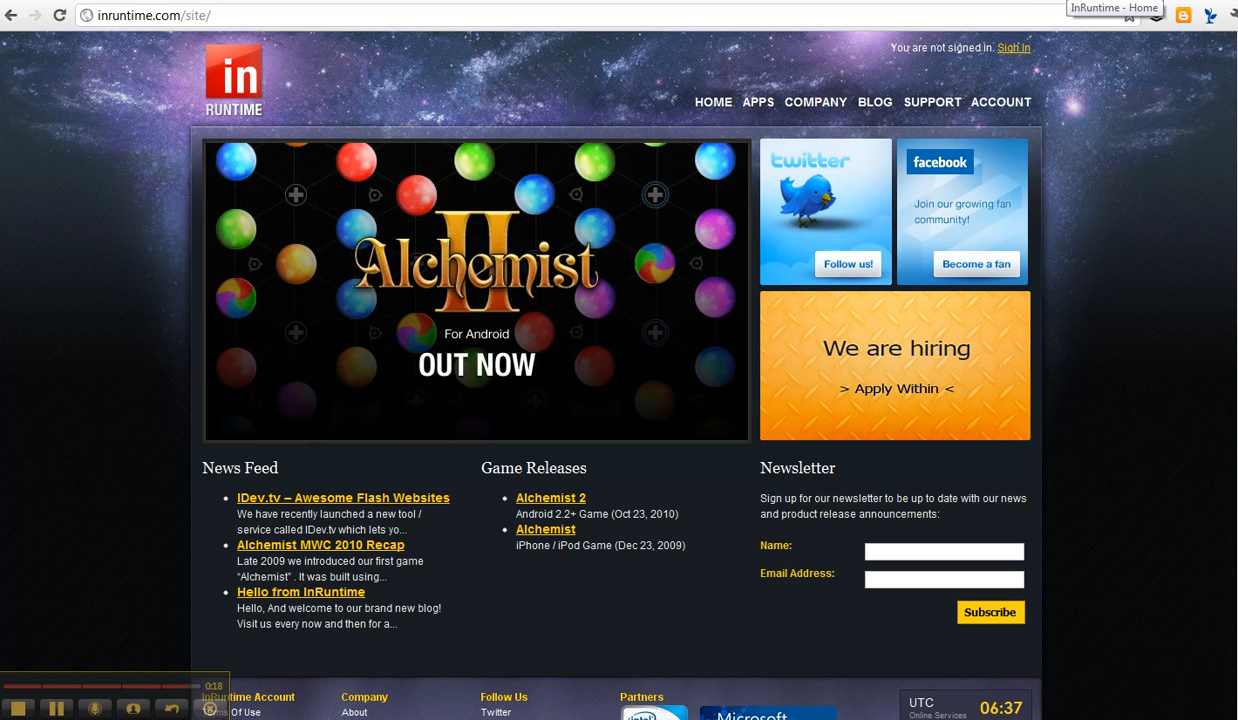 inruntime.com/site/
InRuntime - Home
You are not signed in. Sign In
in
RUNTIME
HOME APPS COMPANY BLOG SUPPORT ACCOUNT
Alchemist
II
For Android
OUT NOW
twitter
Follow us!
facebook
Join our growing fan
community!
Become a fan
We are hiring
> Apply Within <
News Feed
IDev.tv – Awesome Flash Websites
We have recently launched a new tool /
service called IDev.tv which lets yo...
Alchemist MWC 2010 Recap
Late 2009 we introduced our first game
“Alchemist” . It was built using...
Hello from InRuntime
Hello, And welcome to our brand new blog!
Visit us every now and then for a...
Game Releases
Alchemist 2
Android 2.2+ Game (Oct 23, 2010)
Alchemist
iPhone / iPod Game (Dec 23, 2009)
Newsletter
Sign up for our newsletter to be up to date with our news
and product release announcements:
Name:
Email Address:
Subscribe
0:18
InRuntime Account
Terms Of Use
Company
About
Follow Us
Twitter
Partners
intel
Microsoft
UTC
Online Services
06:37